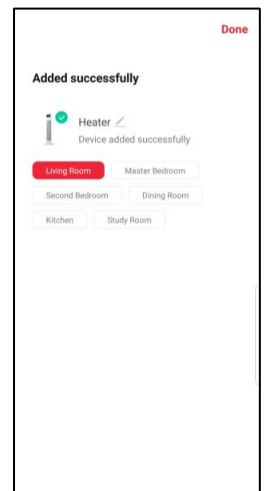 Done
Added successfully
Heater
Device added successfully
Living Room Master Bedroom
Second Bedroom Dining Room
Kitchen Study Room